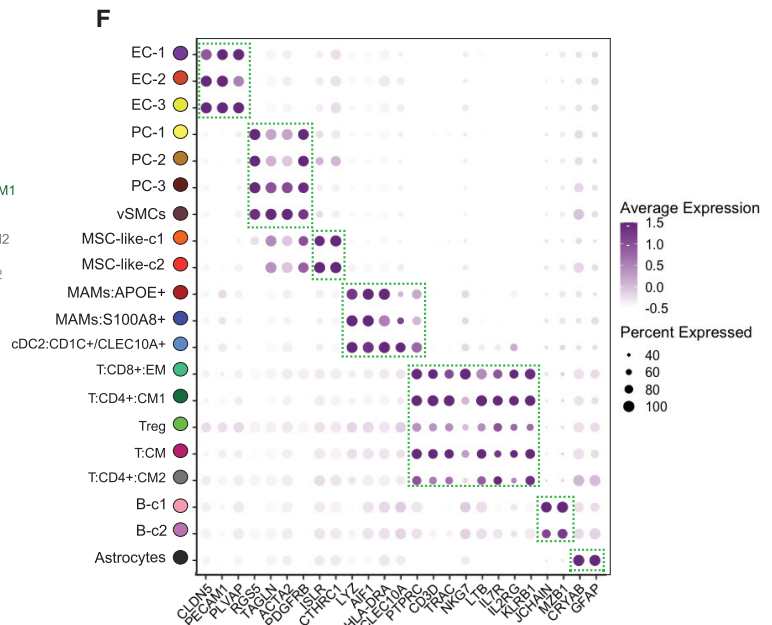 F
EC-1
EC-2
EC-3
PC-1
PC-2
PC-3
vSMCs
MSC-like-c1
MSC-like-c2
MAMs:APOE+
MAMs:S100A8+
cDC2:CD1C+/CLEC10A+
T:CD8+:EM
T:CD4+:CM1
Treg
T:CM
T:CD4+:CM2
B-c1
B-c2
Astrocytes
CLDN5
PECAM1
PLVAP
RGS5
TAGLN
ACTA2
PDGFRB
ISLR
CTHRC1
LYZ
AIF1
HLA-DRA
CLEC10A
PTPRC
CD3D
TRAC
NKG7
LTB
IL7R
IL2RG
KLRB1
JCHAIN
MZB1
CRYAB
GFAP
Average Expression
1.5
1.0
0.5
0.0
-0.5
Percent Expressed
40
60
80
100
M1